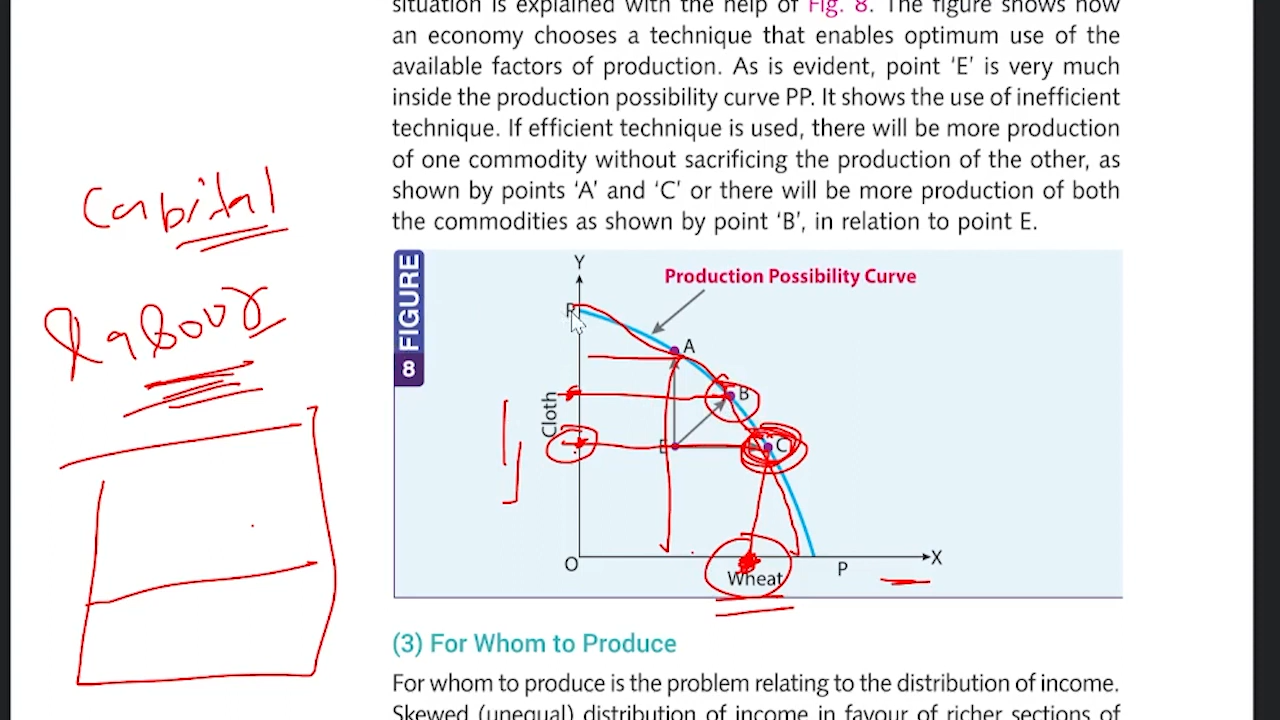 situation is explained with the help of Fig. 8. The figure shows how
an economy chooses a technique that enables optimum use of the
available factors of production. As is evident, point ‘E’ is very much
inside the production possibility curve PP. It shows the use of inefficient
technique. If efficient technique is used, there will be more production
of one commodity without sacrificing the production of the other, as
shown by points ‘A’ and ‘C’ or there will be more production of both
the commodities as shown by point ‘B’, in relation to point E.
Capital
Labour
FIGURE
8
Y
Production Possibility Curve
P
A
B
Cloth
E
C
O
Wheat
P
X
(3) For Whom to Produce
For whom to produce is the problem relating to the distribution of income.
Skewed (unequal) distribution of income in favour of richer sections of